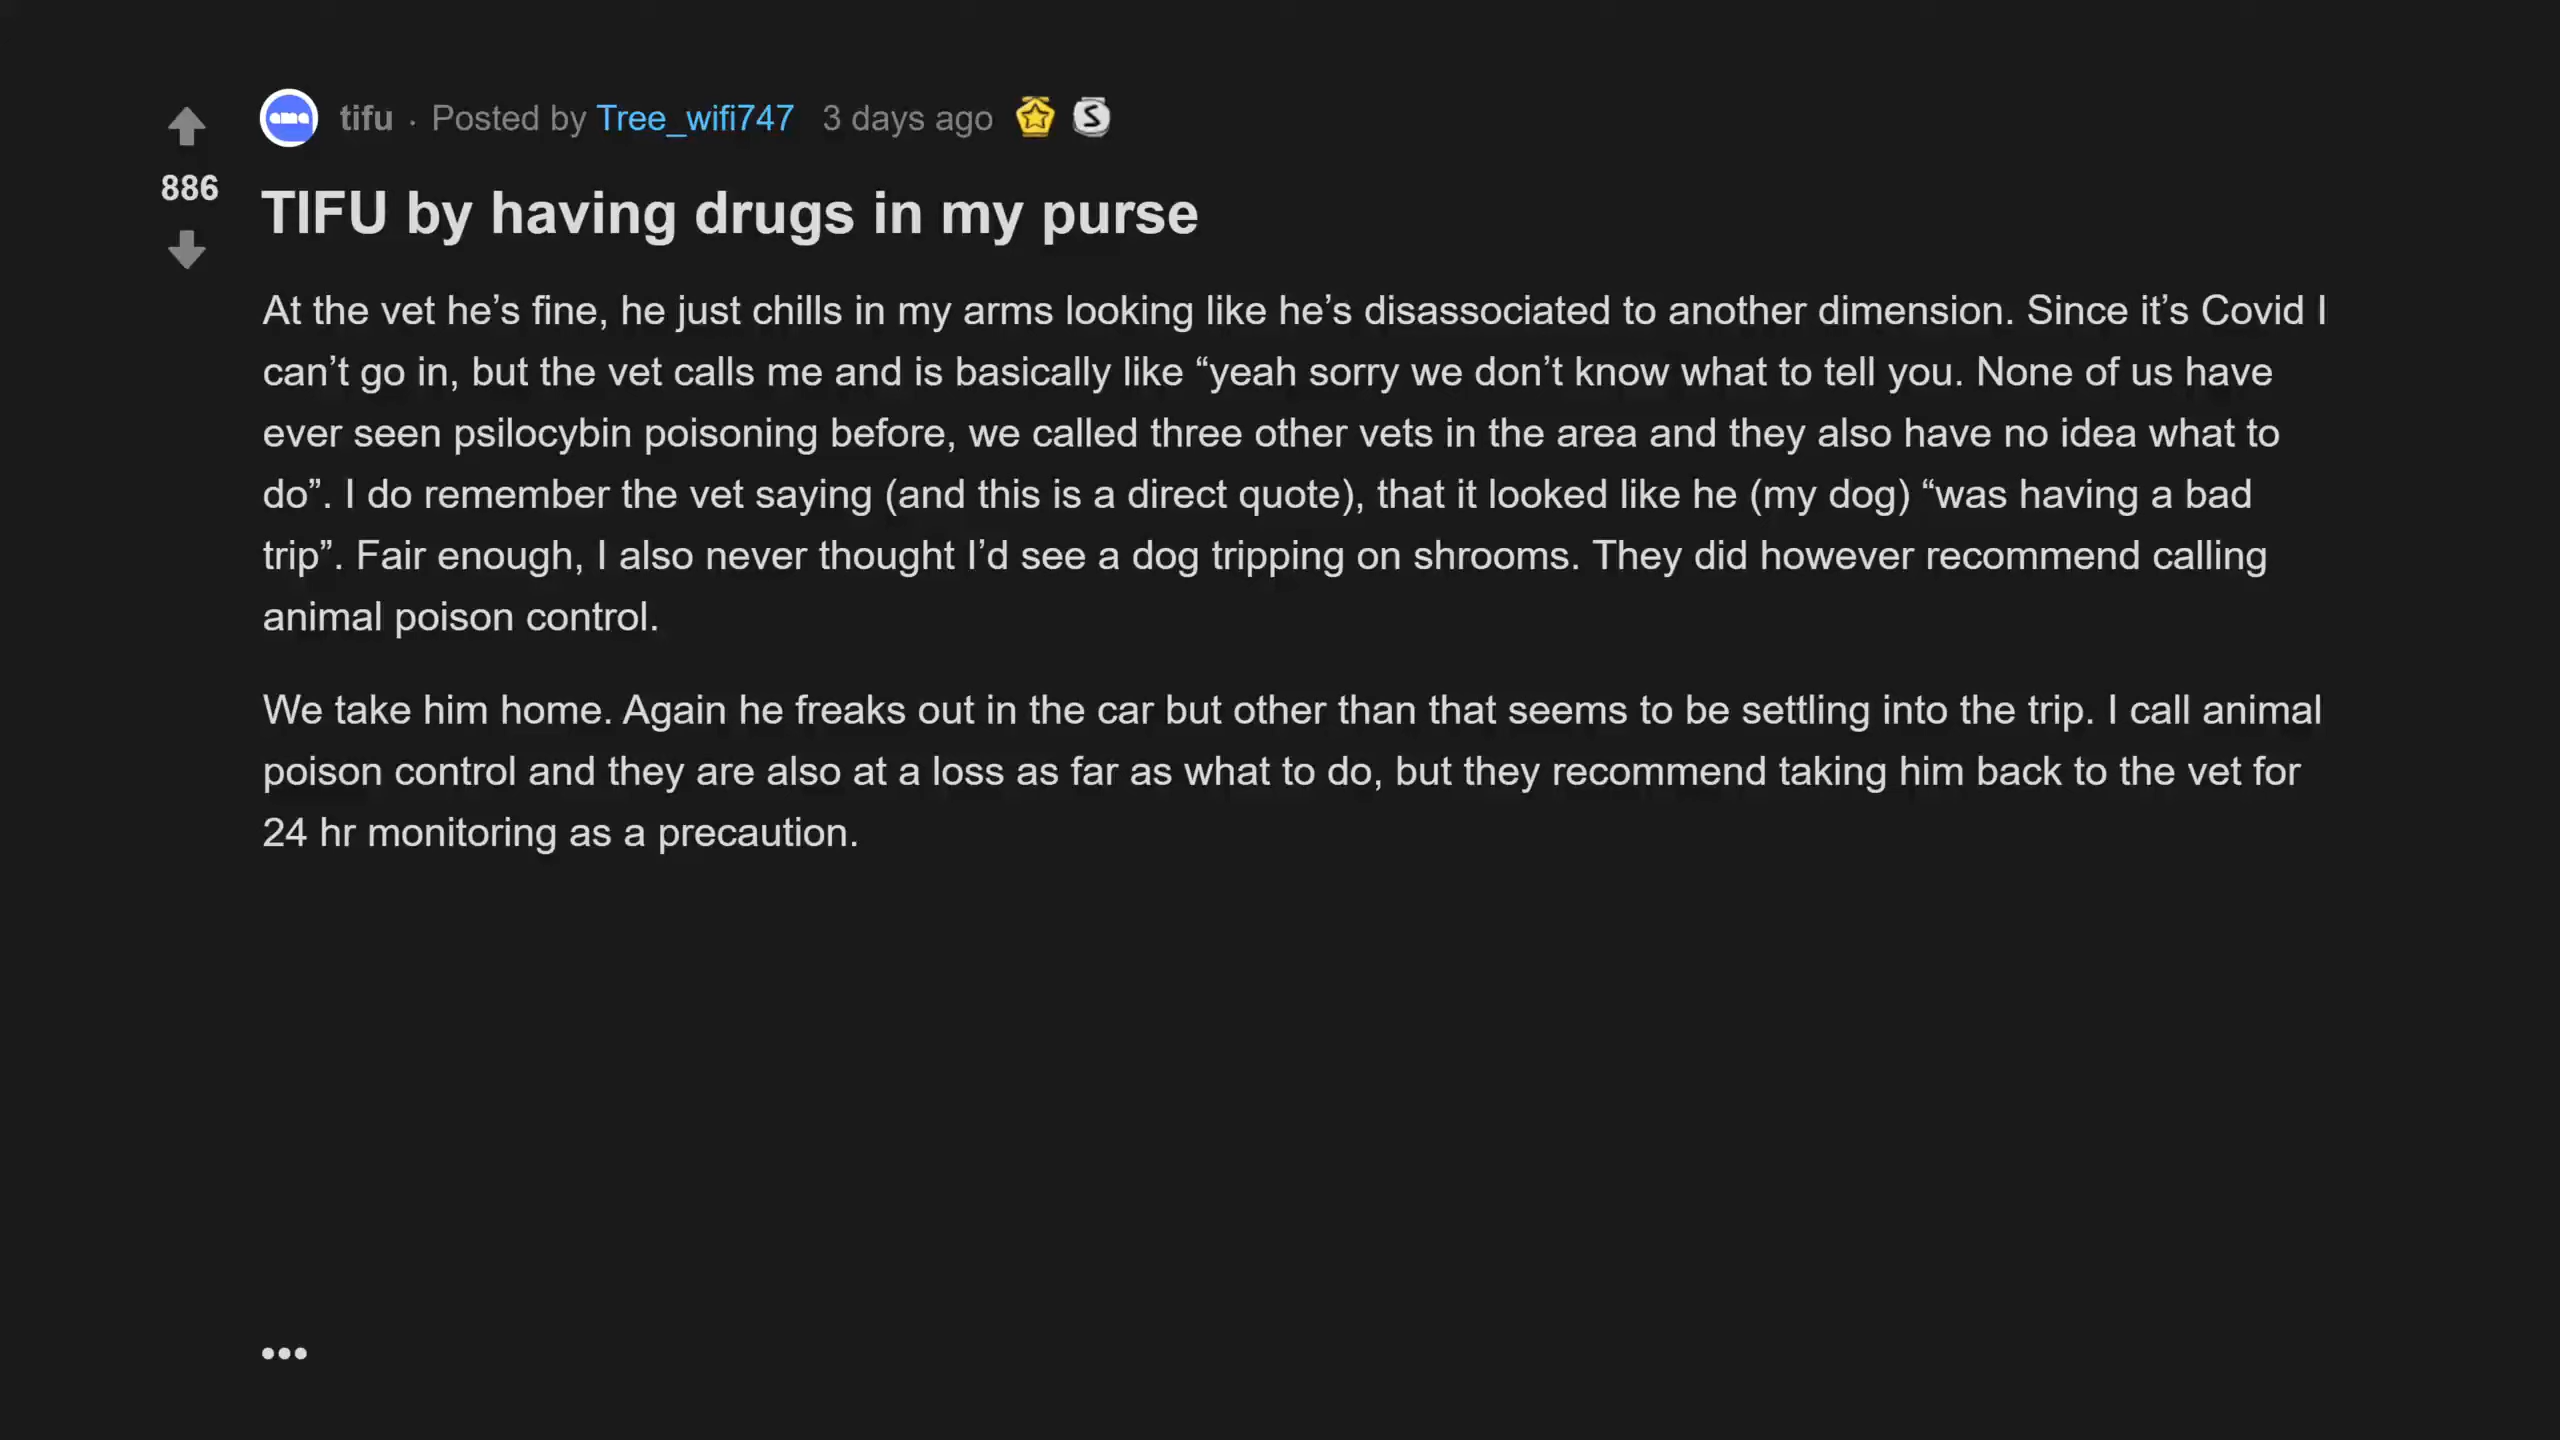 tifu · Posted by Tree_wifi747 3 days ago
886
TIFU by having drugs in my purse
At the vet he’s fine, he just chills in my arms looking like he’s disassociated to another dimension. Since it’s Covid I
can’t go in, but the vet calls me and is basically like “yeah sorry we don’t know what to tell you. None of us have
ever seen psilocybin poisoning before, we called three other vets in the area and they also have no idea what to
do”. I do remember the vet saying (and this is a direct quote), that it looked like he (my dog) “was having a bad
trip”. Fair enough, I also never thought I’d see a dog tripping on shrooms. They did however recommend calling
animal poison control.
We take him home. Again he freaks out in the car but other than that seems to be settling into the trip. I call animal
poison control and they are also at a loss as far as what to do, but they recommend taking him back to the vet for
24 hr monitoring as a precaution.
•••